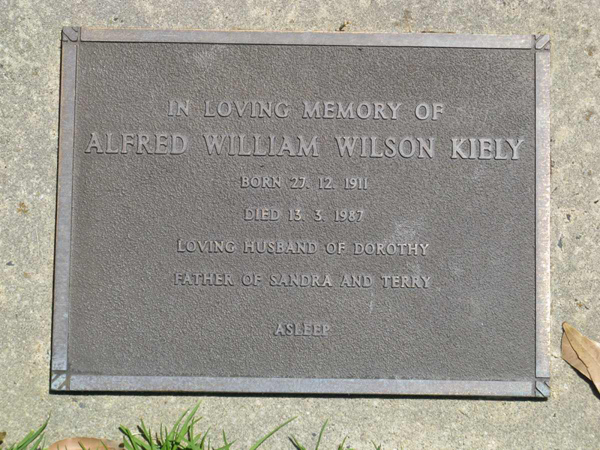 IN LOVING MEMORY OF
ALFRED WILLIAM WILSON KIELY
BORN 27. 12. 1911
DIED 13. 3. 1987
LOVING HUSBAND OF DOROTHY
FATHER OF SANDRA AND TERRY
ASLEEP